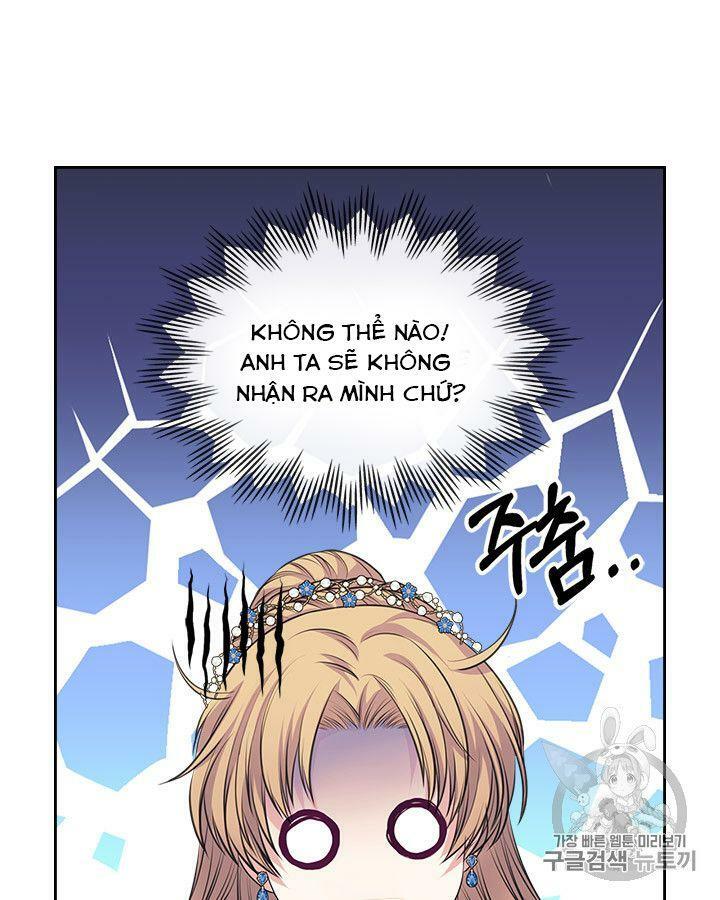 KHÔNG THỂ NÀO!
ANH TA SẼ KHÔNG
NHẬN RA MÌNH CHỨ?
주춤..
가장 빠른 웹툰 미리보기
구글검색 뉴토끼